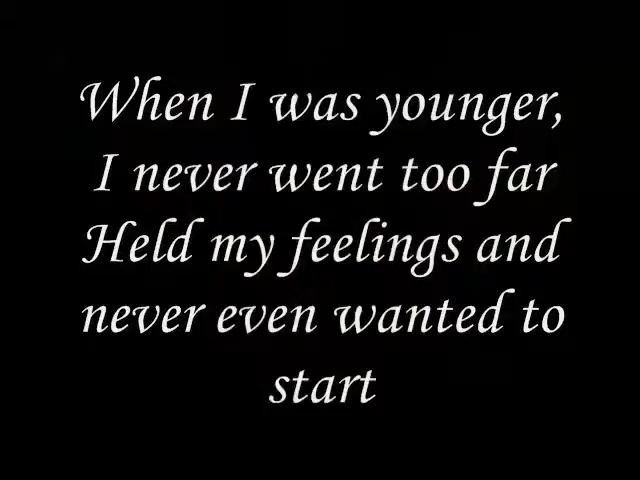 When I was younger,
I never went too far
Held my feelings and
never even wanted to
start